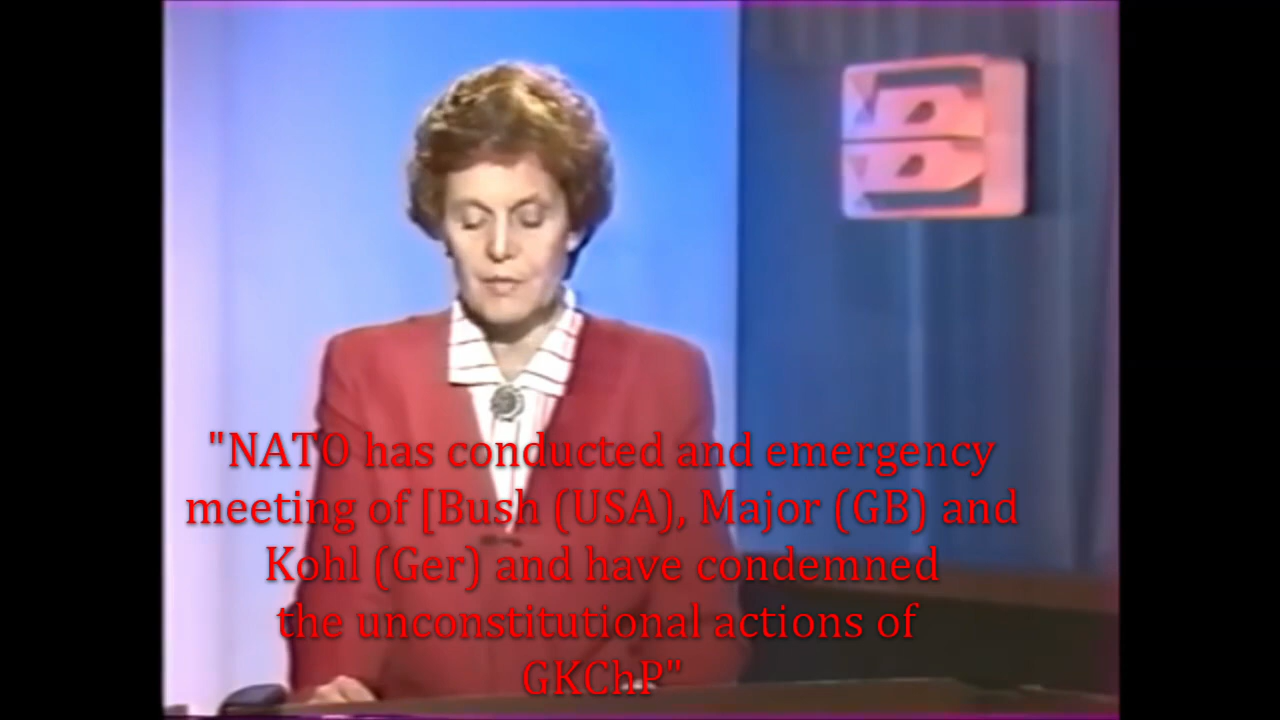 "NATO has conducted and emergency
meeting of [Bush (USA), Major (GB) and
Kohl (Ger) and have condemned
the unconstitutional actions of
GKChP"